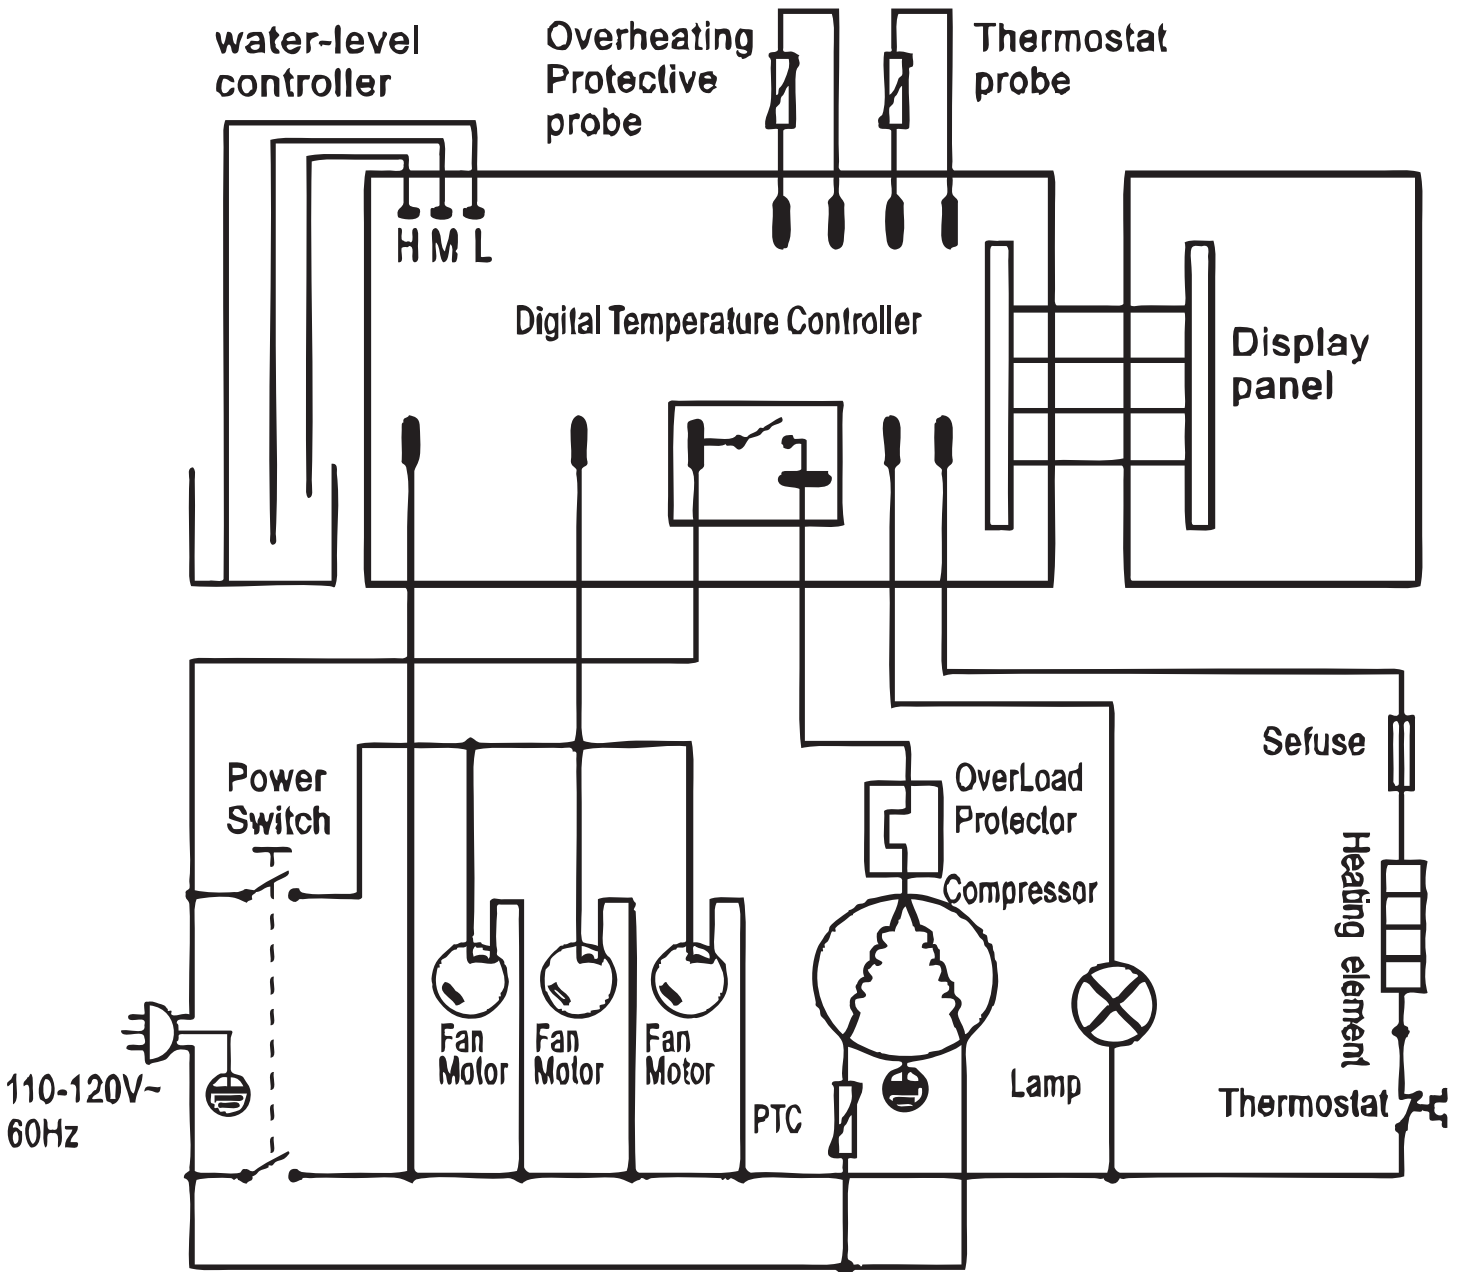 water-level
controller
Overheating
Protective
probe
Thermostat
probe
H M L
Digital Temperature Controller
Display
panel
Power
Switch
OverLoad
Protector
Compressor
Sefuse
Heating element
Fan
Motor
Fan
Motor
Fan
Motor
PTC
Lamp
Thermostat
110-120V~
60Hz